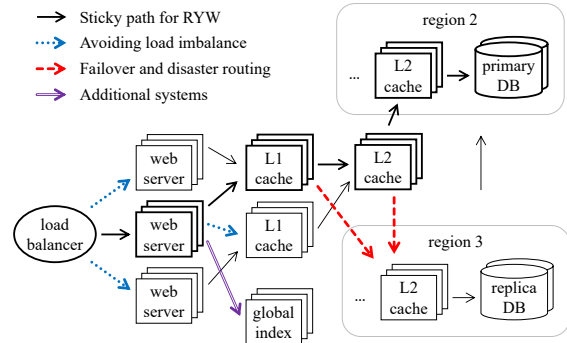 Sticky path for RYW
Avoiding load imbalance
Failover and disaster routing
Additional systems
region 2
...
L2
cache
primary
DB
web
server
L1
cache
L2
cache
load
balancer
web
server
L1
cache
web
server
global
index
region 3
...
L2
cache
replica
DB